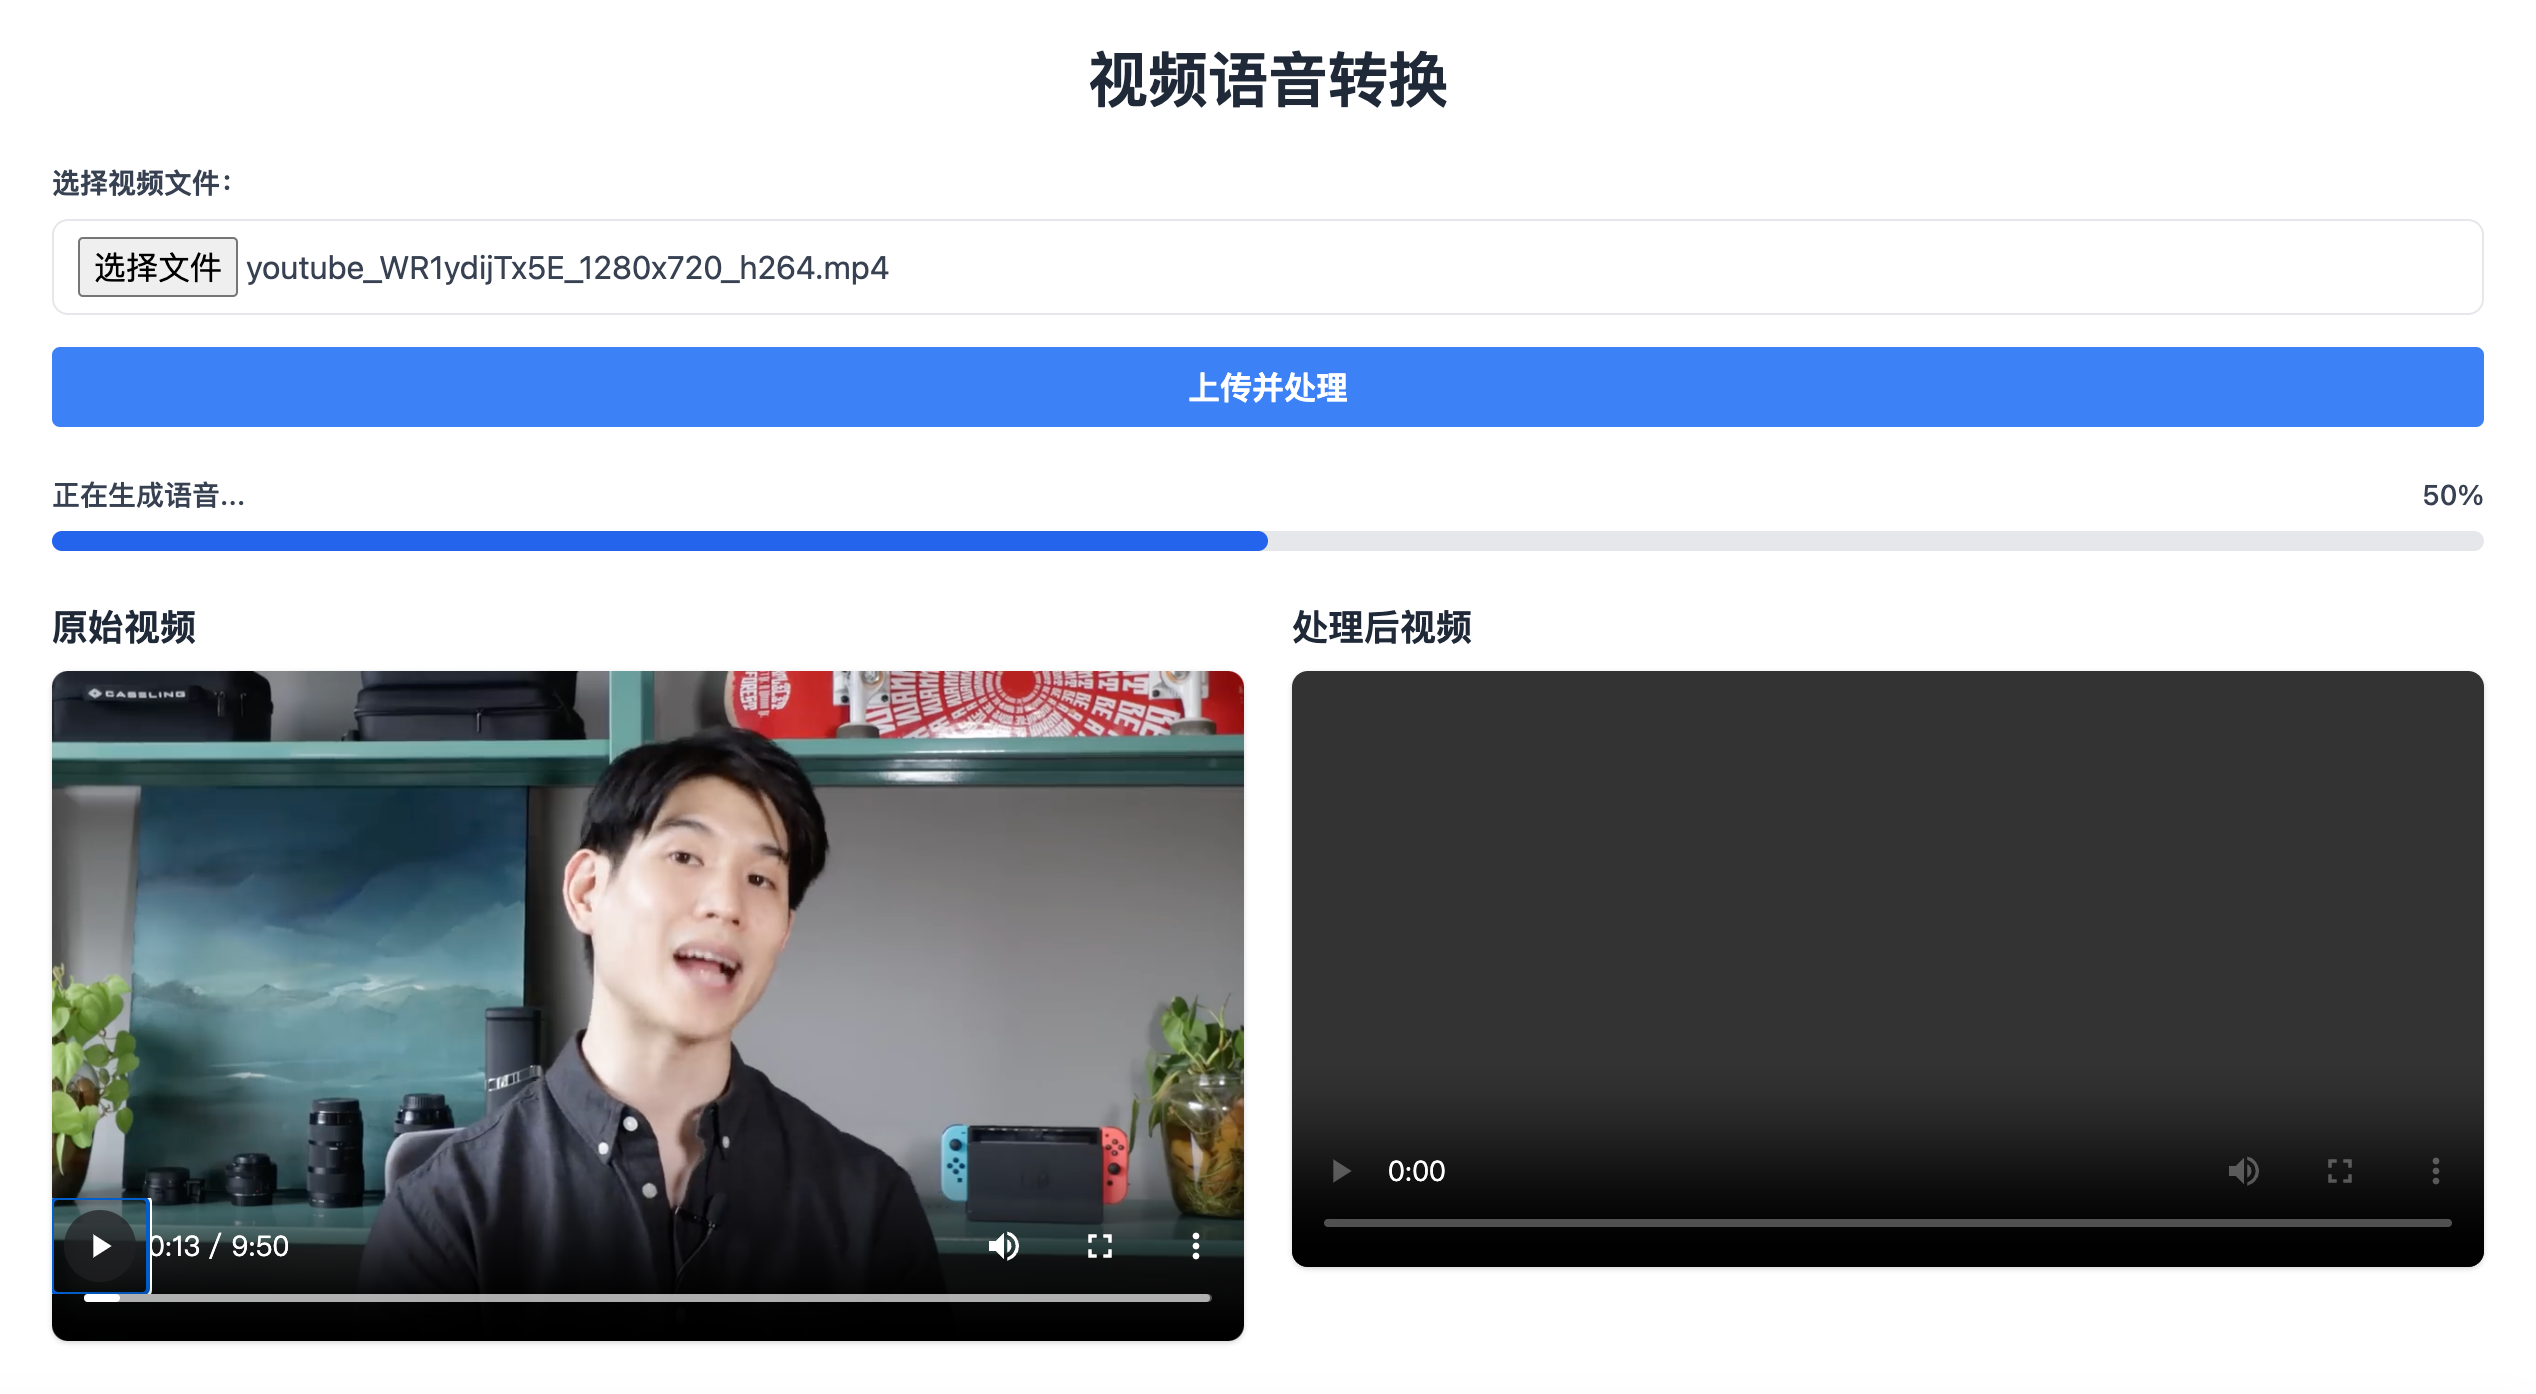 视频语音转换
选择视频文件：
选择文件 youtube_WR1ydijTx5E_1280x720_h264.mp4
上传并处理
正在生成语音... 50%
原始视频 处理后视频
CASELING
0:13 / 9:50
0:00